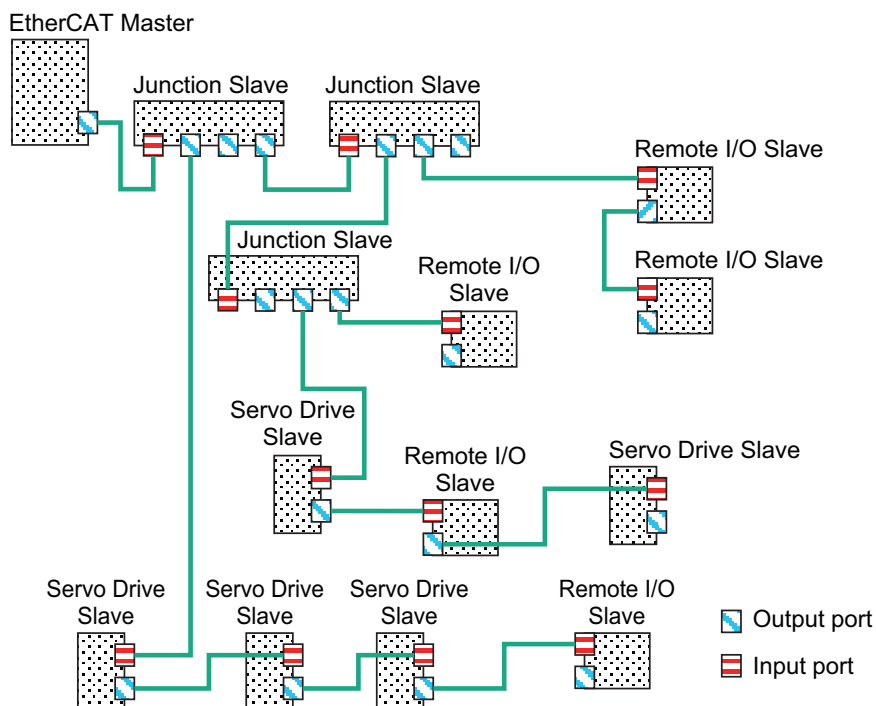 EtherCAT Master
Junction Slave
Junction Slave
Remote I/O Slave
Junction Slave
Remote I/O
Slave
Remote I/O Slave
Servo Drive
Slave
Remote I/O
Slave
Servo Drive Slave
Servo Drive
Slave
Servo Drive
Slave
Servo Drive
Slave
Remote I/O
Slave
Output port
Input port